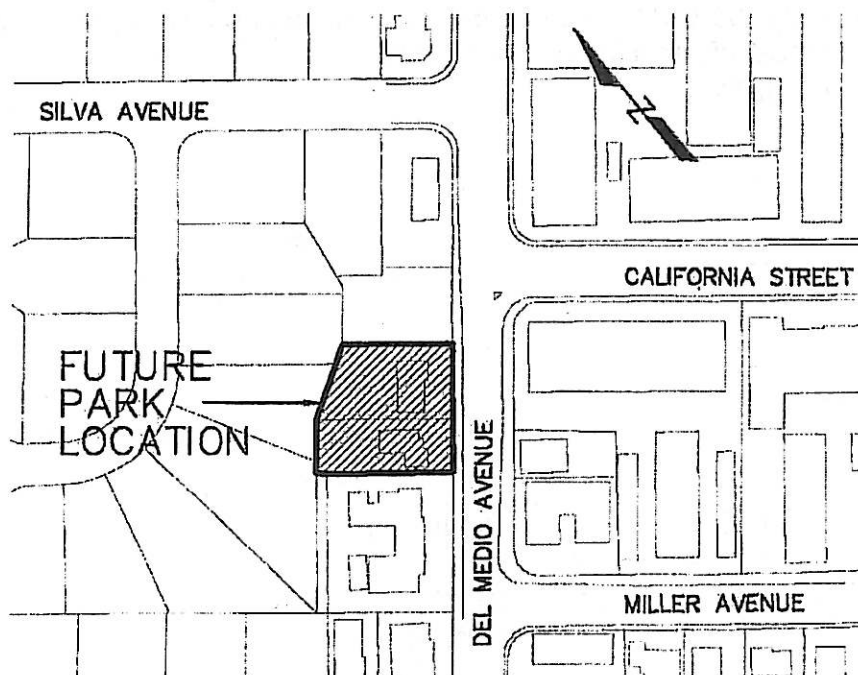 SILVA AVENUE
N
CALIFORNIA STREET
FUTURE
PARK
LOCATION
DEL MEDIO AVENUE
MILLER AVENUE